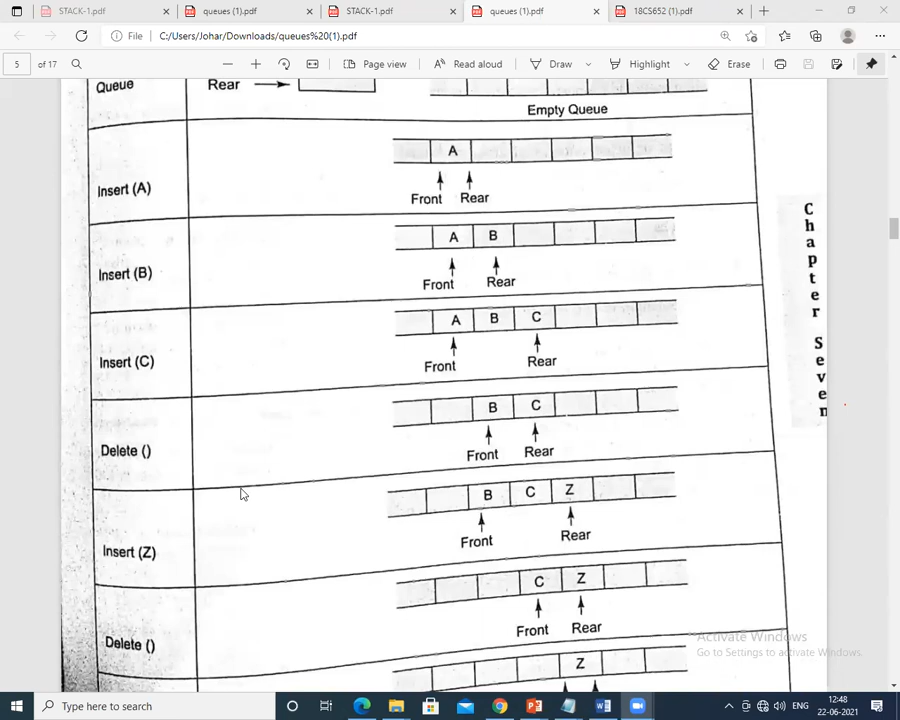 STACK-1.pdf
queues (1).pdf
STACK-1.pdf
queues (1).pdf
18CS652 (1).pdf
File
C:/Users/Johar/Downloads/queues%20(1).pdf
5 of 17
Page view
Read aloud
Draw
Highlight
Erase
Queue
Rear
Empty Queue
A
Insert (A)
Front Rear
A B
Insert (B)
Front Rear
A B C
Insert (C)
Front Rear
B C
Delete ()
Front Rear
B C Z
Insert (Z)
Front Rear
C Z
Delete ()
Front Rear
Z
Chapter Seven
Activate Windows
Go to Settings to activate Windows.
Type here to search
ENG
12:48
22-06-2021